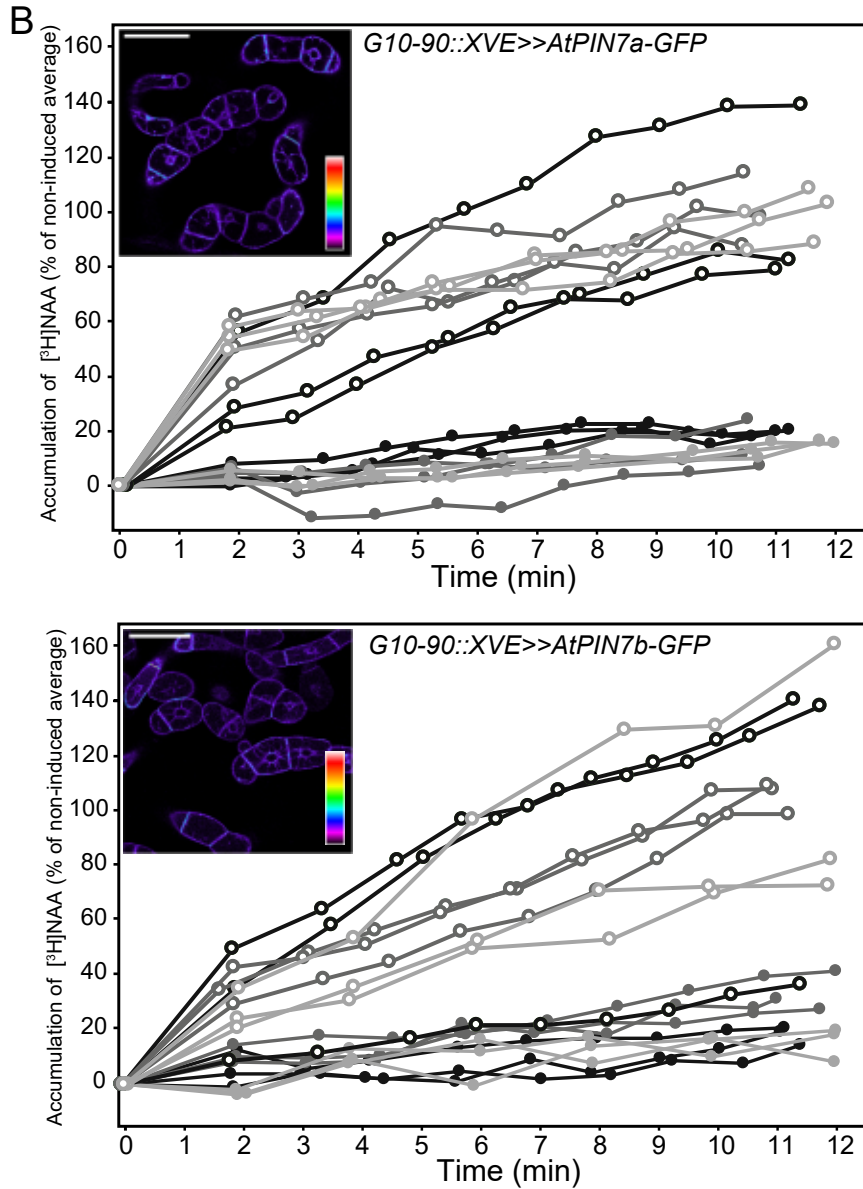 B
G10-90::XVE>>AtPIN7a-GFP
Accumulation of [³H]NAA (% of non-induced average)
160
140
120
100
80
60
40
20
0
0 1 2 3 4 5 6 7 8 9 10 11 12
Time (min)
G10-90::XVE>>AtPIN7b-GFP
Accumulation of [³H]NAA (% of non-induced average)
160
140
120
100
80
60
40
20
0
0 1 2 3 4 5 6 7 8 9 10 11 12
Time (min)